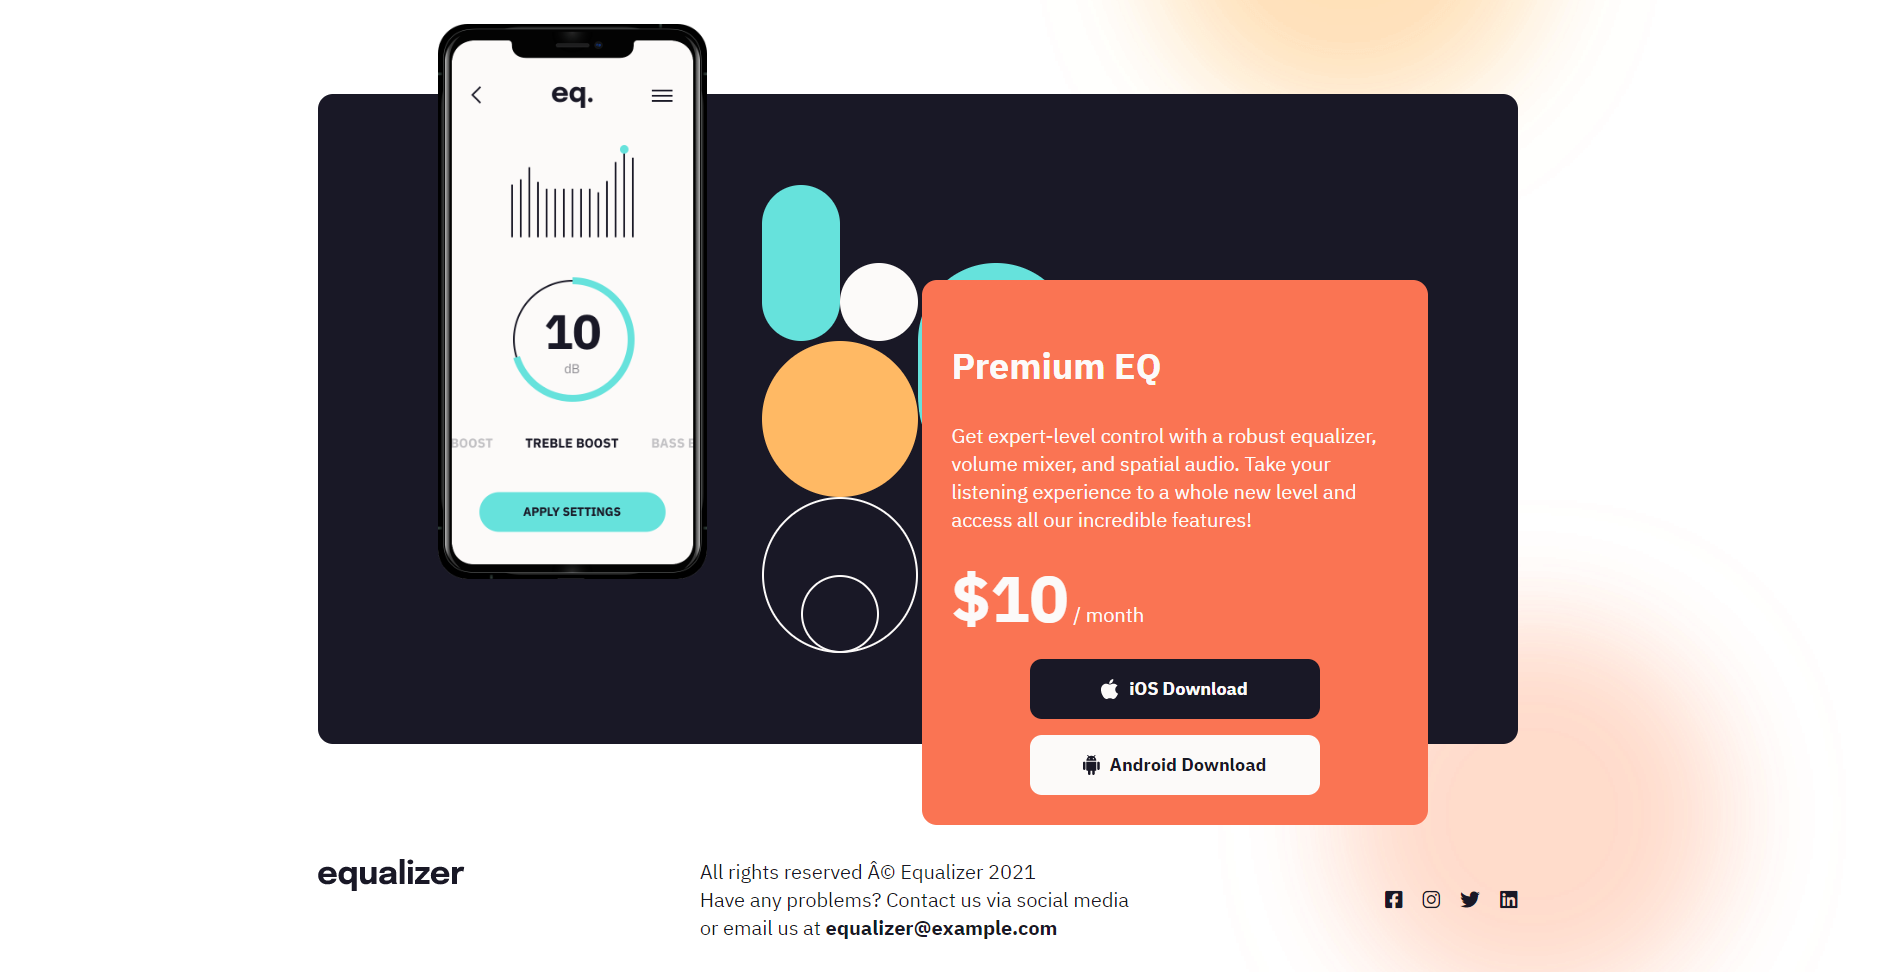 eq.
10
dB
BOOST
TREBLE BOOST
BASS B
APPLY SETTINGS
Premium EQ
Get expert-level control with a robust equalizer,
volume mixer, and spatial audio. Take your
listening experience to a whole new level and
access all our incredible features!
$10 / month
iOS Download
Android Download
equalizer
All rights reserved Â© Equalizer 2021
Have any problems? Contact us via social media
or email us at equalizer@example.com